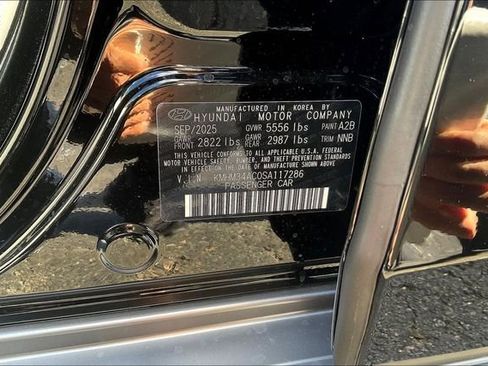 MANUFACTURED IN KOREA BY
HYUNDAI MOTOR COMPANY
SEP/2025 GVWR 5556 lbs PAINT A2B
GAWR FRONT 2822 lbs GAWR REAR 2987 lbs TRIM NNB
THIS VEHICLE CONFORMS TO ALL APPLICABLE U.S.A. FEDERAL
MOTOR VEHICLE SAFETY, BUMPER, AND THEFT PREVENTION STANDARDS
IN EFFECT ON THE DATE OF MANUFACTURE SHOWN ABOVE.
V.I.N KMHM34AC0SA117286
PASSENGER CAR